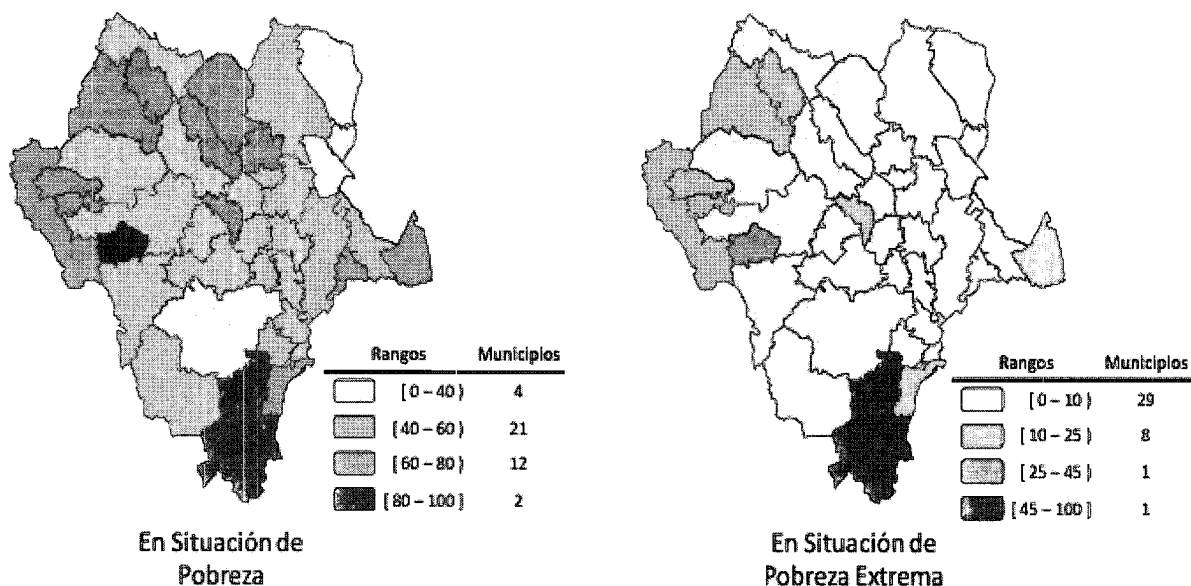 Rangos Municipios
[ 0 – 40 ) 4
[ 40 – 60 ) 21
[ 60 – 80 ) 12
[ 80 – 100 ] 2
En Situación de
Pobreza
Rangos Municipios
[ 0 – 10 ) 29
[ 10 – 25 ) 8
[ 25 – 45 ) 1
[ 45 – 100 ] 1
En Situación de
Pobreza Extrema